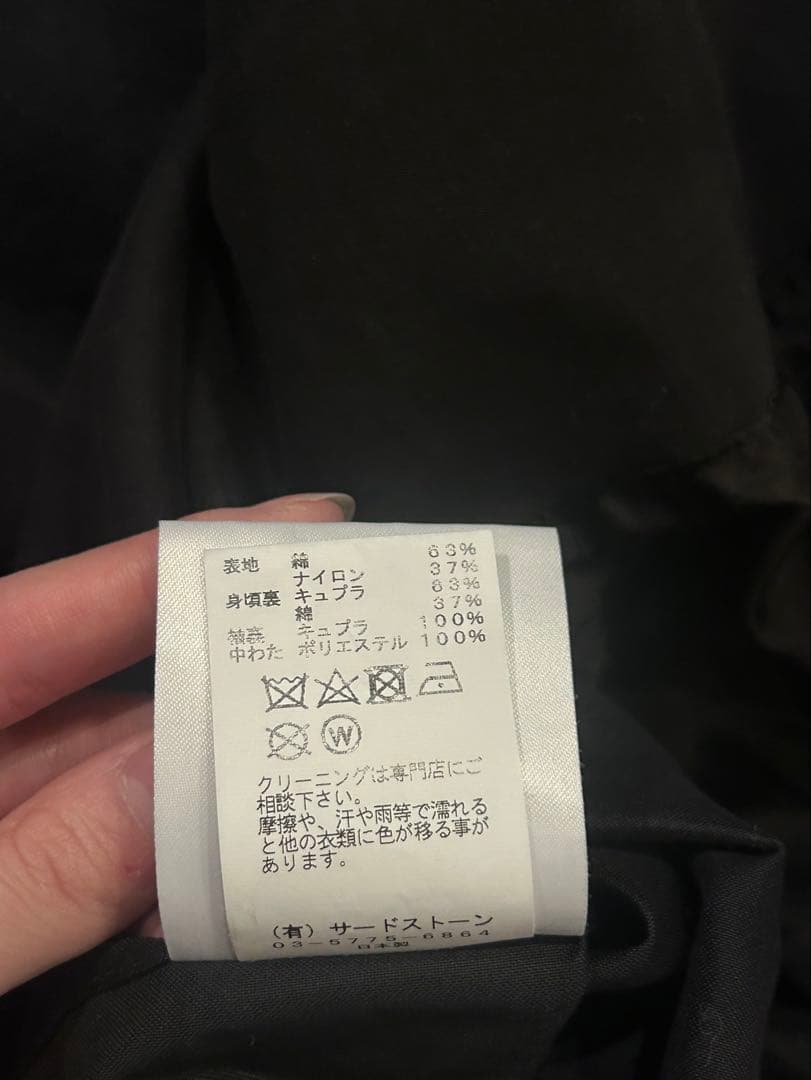 表地 綿 63%
ナイロン 37%
身頃裏 キュプラ 63%
綿 37%
袖裏 キュプラ 100%
中わた ポリエステル 100%
W
クリーニングは専門店にご
相談下さい。
摩擦や、汗や雨等で濡れる
と他の衣類に色が移る事が
あります。
(有) サードストーン
03-5775-6864
日本製